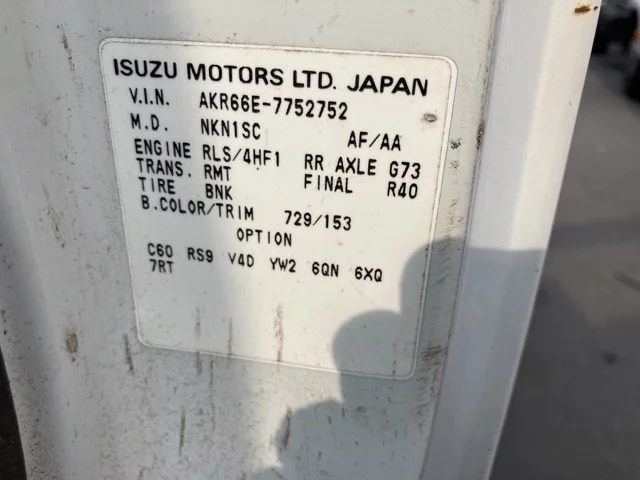 ISUZU MOTORS LTD. JAPAN
V.I.N. AKR66E-7752752
M.D. NKN1SC AF/AA
ENGINE RLS/4HF1 RR AXLE G73
TRANS. RMT FINAL R40
TIRE BNK
B.COLOR/TRIM 729/153
OPTION
C60 RS9 V4D YW2 6QN 6XQ
7RT